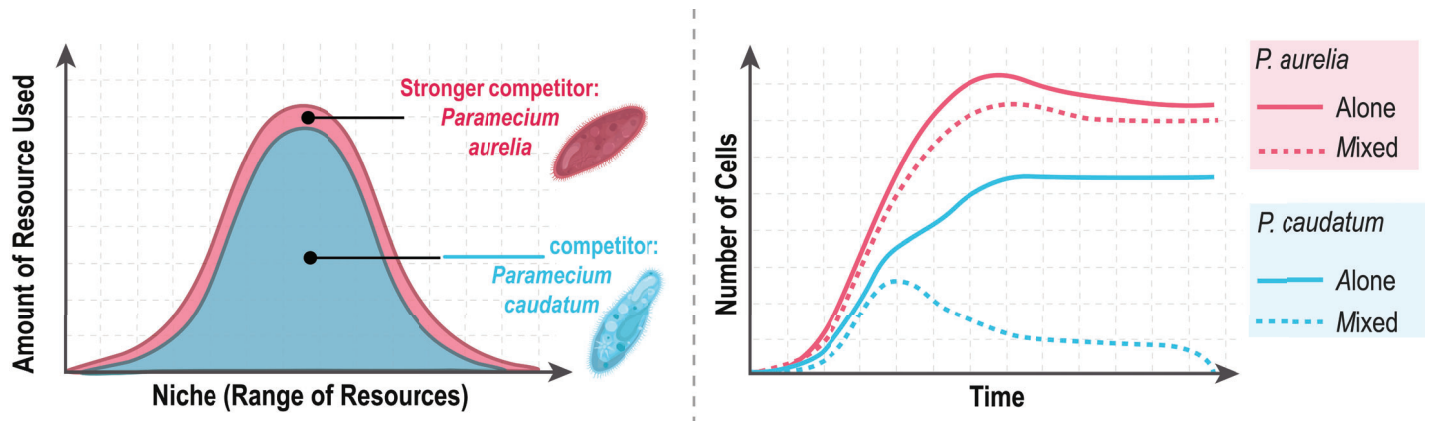 Amount of Resource Used
Stronger competitor:
Paramecium
aurelia
competitor:
Paramecium
caudatum
Niche (Range of Resources)
Number of Cells
Time
P. aurelia
Alone
Mixed
P. caudatum
Alone
Mixed